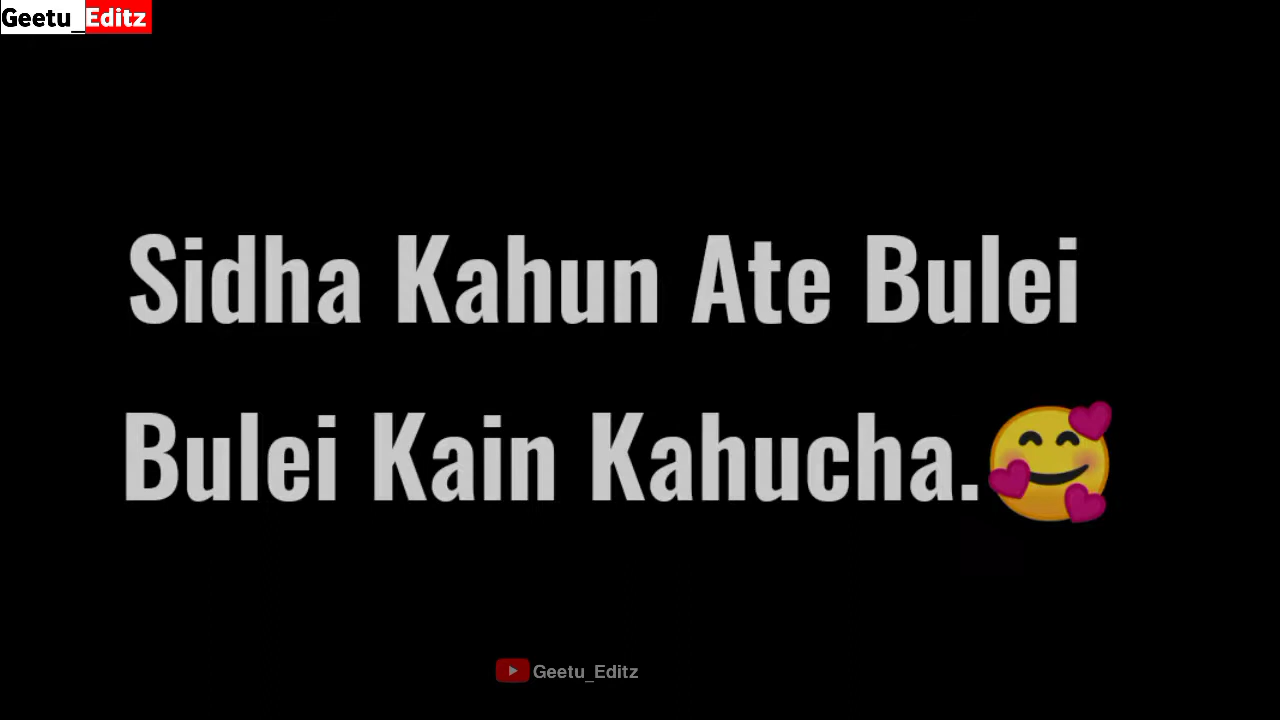 Geetu_Editz
Sidha Kahun Ate Bulei
Bulei Kain Kahucha.🥰
Geetu_Editz